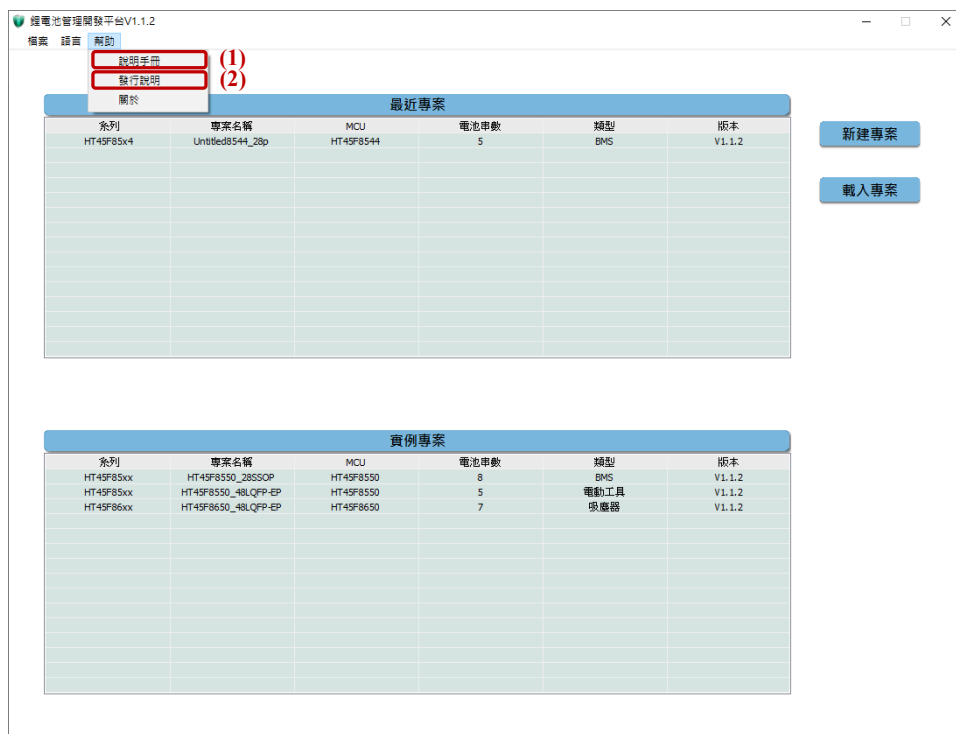 鋰電池管理開發平台V1.1.2
檔案 語言 幫助
說明手冊 (1)
發行說明 (2)
關於
最近專案
系列 專案名稱 MCU 電池串數 類型 版本
HT45F85x4 Untitled8544_28p HT45F8544 5 BMS V1.1.2
新建專案
載入專案
實例專案
系列 專案名稱 MCU 電池串數 類型 版本
HT45F85xx HT45F8550_28SSOP HT45F8550 8 BMS V1.1.2
HT45F85xx HT45F8550_48LQFP-EP HT45F8550 5 電動工具 V1.1.2
HT45F86xx HT45F8650_48LQFP-EP HT45F8650 7 吸塵器 V1.1.2